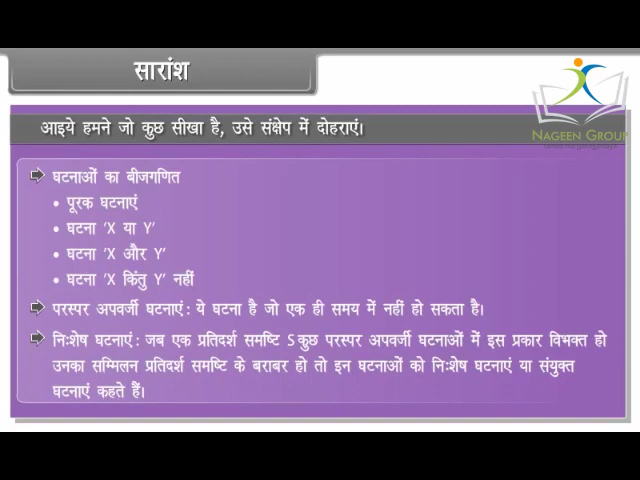 सारांश
NAGEEN GROUP
आइये हमने जो कुछ सीखा है, उसे संक्षेप में दोहराएं।
घटनाओं का बीजगणित
• पूरक घटनाएं
• घटना 'X या Y'
• घटना 'X और Y'
• घटना 'X किंतु Y' नहीं
परस्पर अपवर्जी घटनाएं: ये घटना है जो एक ही समय में नहीं हो सकता है।
निःशेष घटनाएं: जब एक प्रतिदर्श समष्टि S कुछ परस्पर अपवर्जी घटनाओं में इस प्रकार विभक्त हो
उनका सम्मिलन प्रतिदर्श समष्टि के बराबर हो तो इन घटनाओं को निःशेष घटनाएं या संयुक्त
घटनाएं कहते हैं।